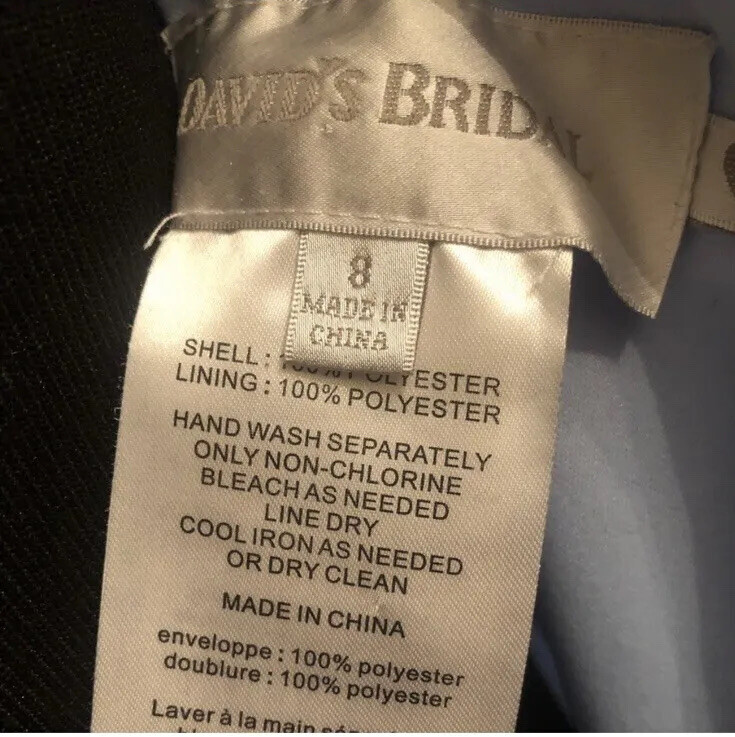 DAVID'S BRIDAL
8
MADE IN
CHINA
SHELL : 100% POLYESTER
LINING : 100% POLYESTER
HAND WASH SEPARATELY
ONLY NON-CHLORINE
BLEACH AS NEEDED
LINE DRY
COOL IRON AS NEEDED
OR DRY CLEAN
MADE IN CHINA
enveloppe : 100% polyester
doublure : 100% polyester
Laver à la main